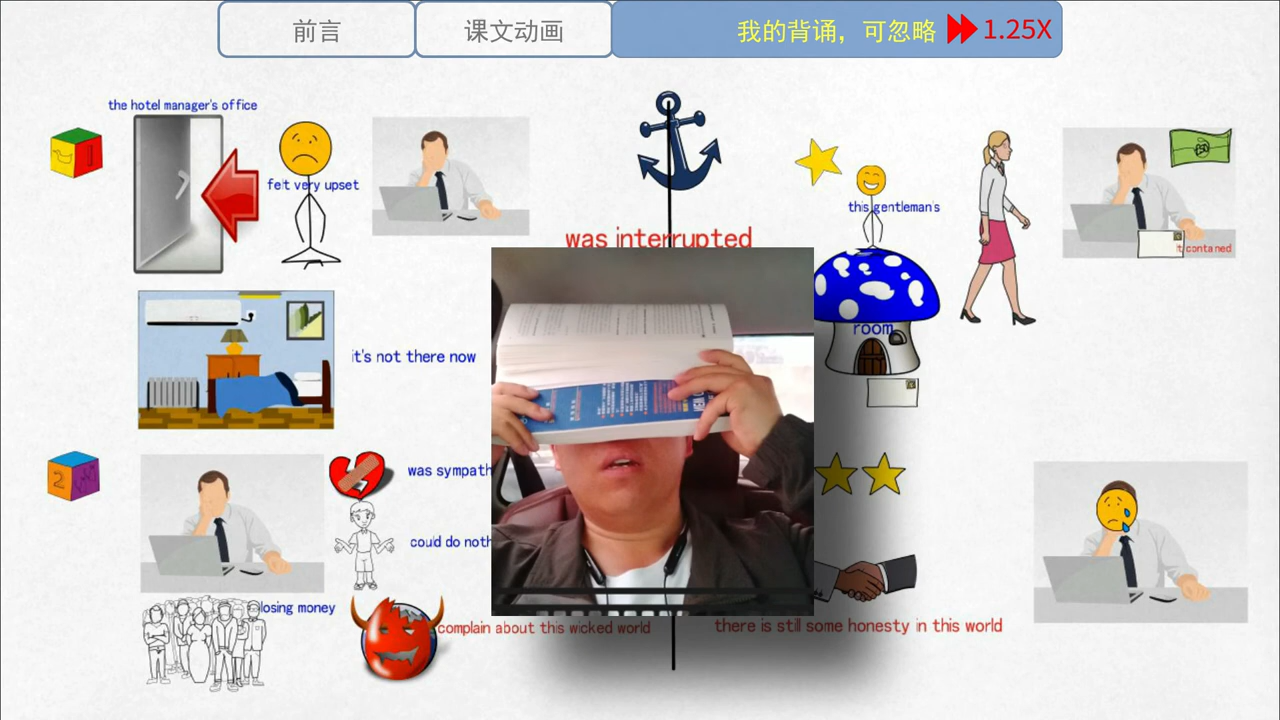 前言
课文动画
我的背诵，可忽略 1.25X
the hotel manager's office
1
felt very upset
was interrupted
this gentleman's
it contained
room
it's not there now
2
was sympath
could do noth
losing money
complain about this wicked world
there is still some honesty in this world